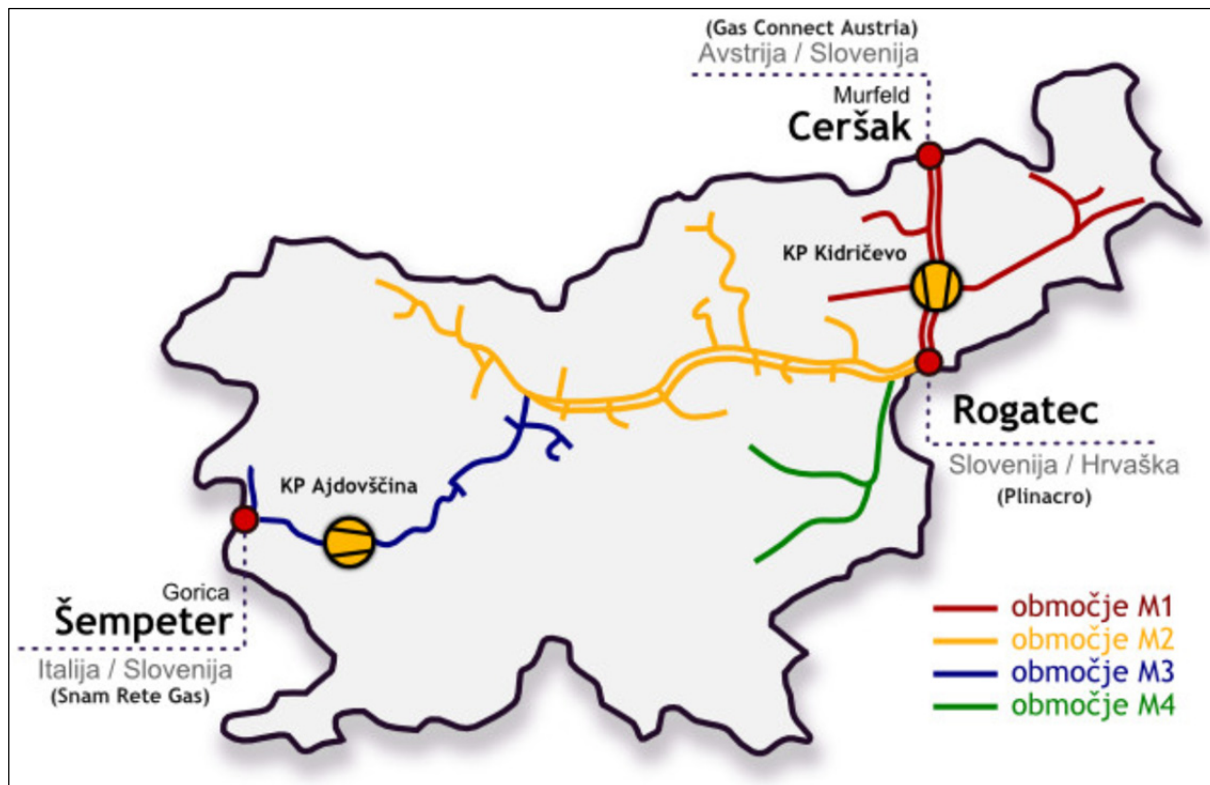 (Gas Connect Austria)
Avstrija / Slovenija
Murfeld
Ceršak
KP Kidričevo
Rogatec
Slovenija / Hrvaška
(Plinacro)
KP Ajdovščina
Gorica
Šempeter
Italija / Slovenija
(Snam Rete Gas)
območje M1
območje M2
območje M3
območje M4